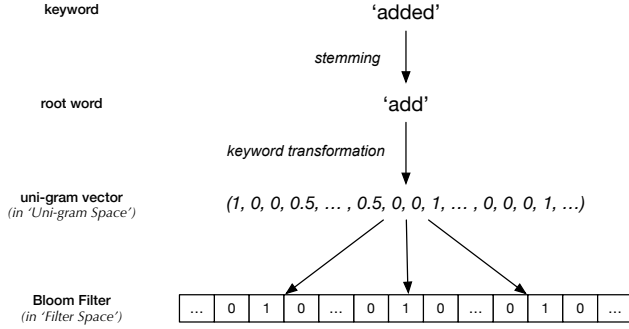 keyword
'added'
stemming
root word
'add'
keyword transformation
uni-gram vector
(in 'Uni-gram Space')
(1, 0, 0, 0.5, … , 0.5, 0, 0, 1, … , 0, 0, 0, 1, …)
Bloom Filter
(in 'Filter Space')
... 0 1 0 ... 0 1 0 ... 0 1 0 ...